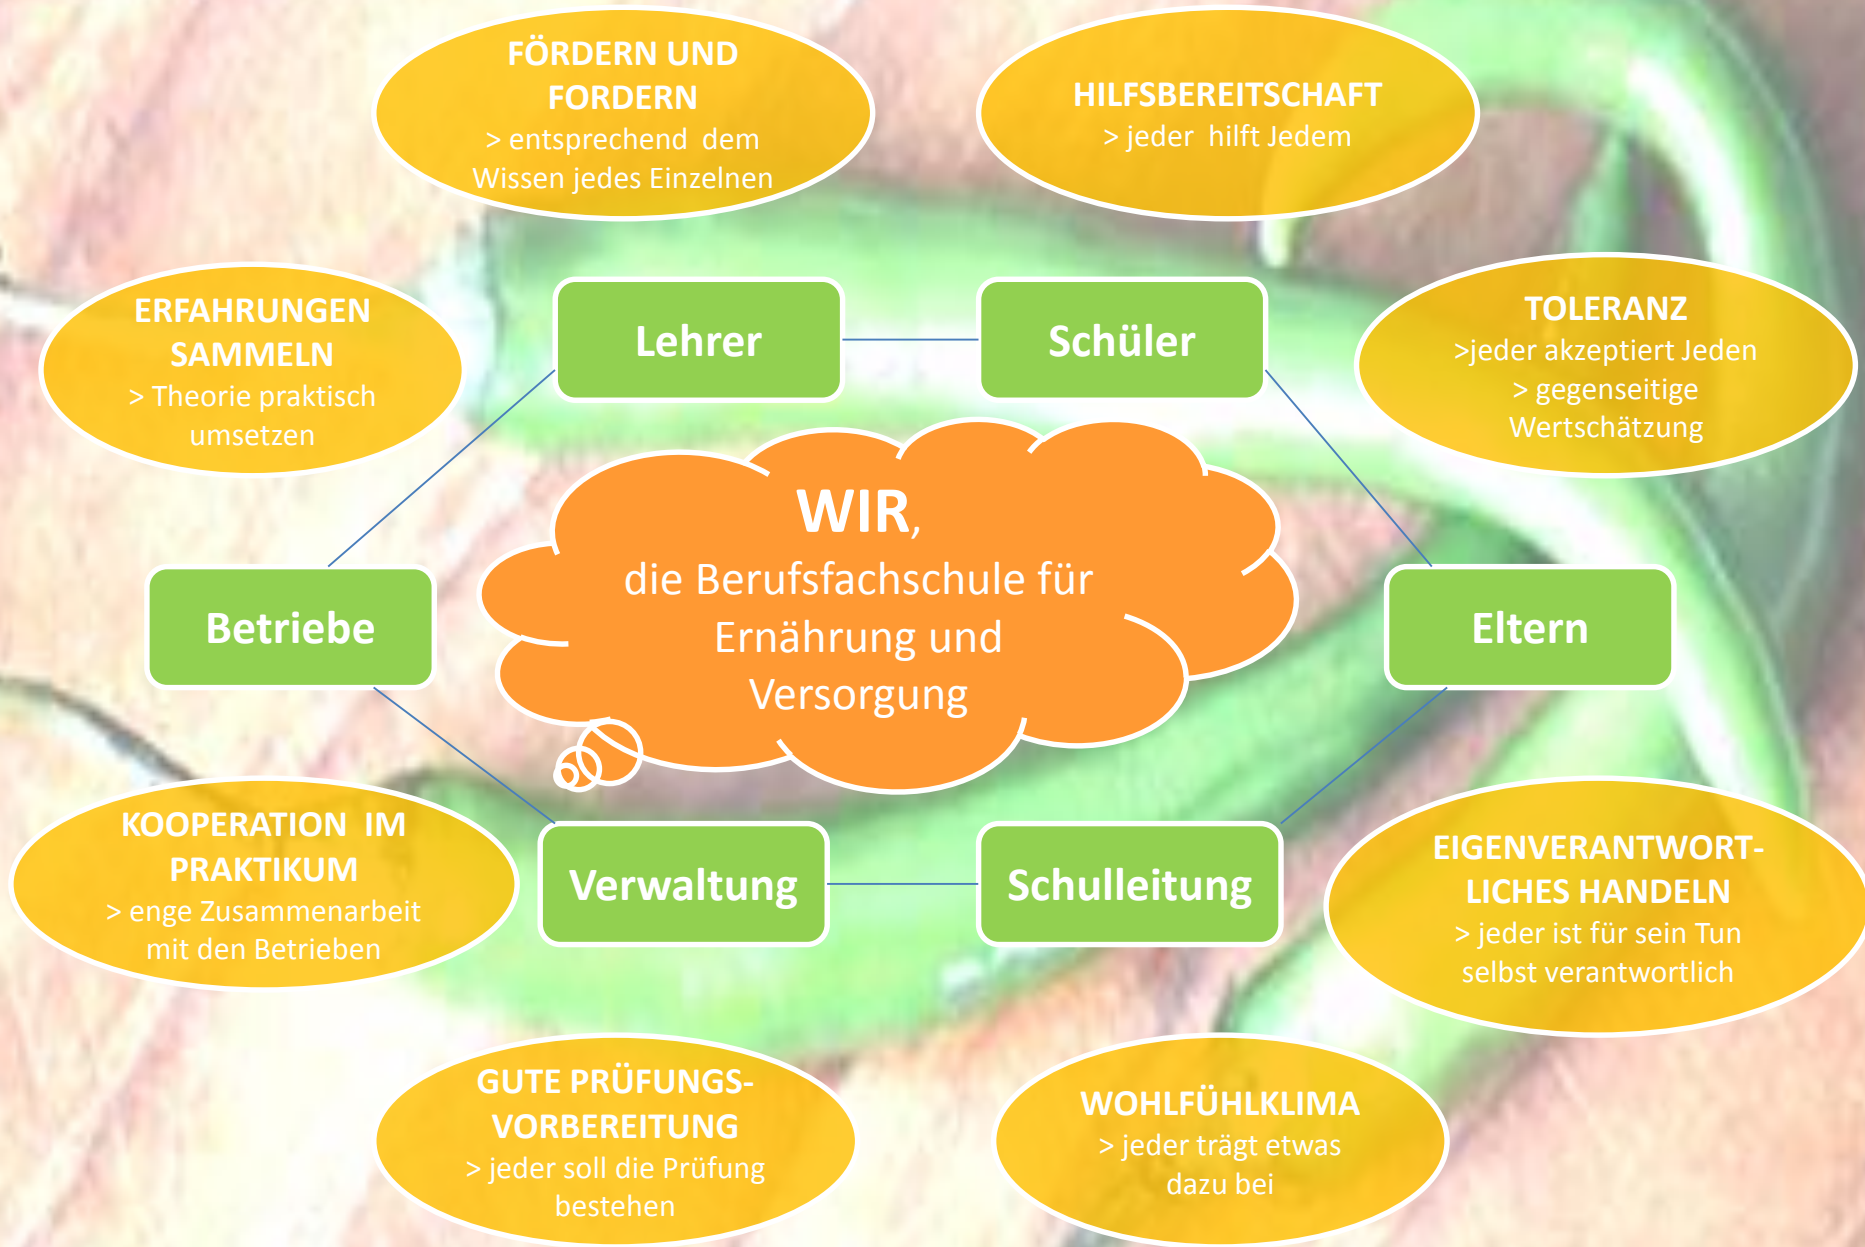 FÖRDERN UND
FORDERN
> entsprechend dem
Wissen jedes Einzelnen
HILFSBEREITSCHAFT
> jeder hilft Jedem
ERFAHRUNGEN
SAMMELN
> Theorie praktisch
umsetzen
Lehrer
Schüler
TOLERANZ
>jeder akzeptiert Jeden
> gegenseitige
Wertschätzung
WIR,
die Berufsfachschule für
Ernährung und
Versorgung
Betriebe
Eltern
KOOPERATION IM
PRAKTIKUM
> enge Zusammenarbeit
mit den Betrieben
Verwaltung
Schulleitung
EIGENVERANTWORT-
LICHES HANDELN
> jeder ist für sein Tun
selbst verantwortlich
GUTE PRÜFUNGS-
VORBEREITUNG
> jeder soll die Prüfung
bestehen
WOHLFÜHLKLIMA
> jeder trägt etwas
dazu bei